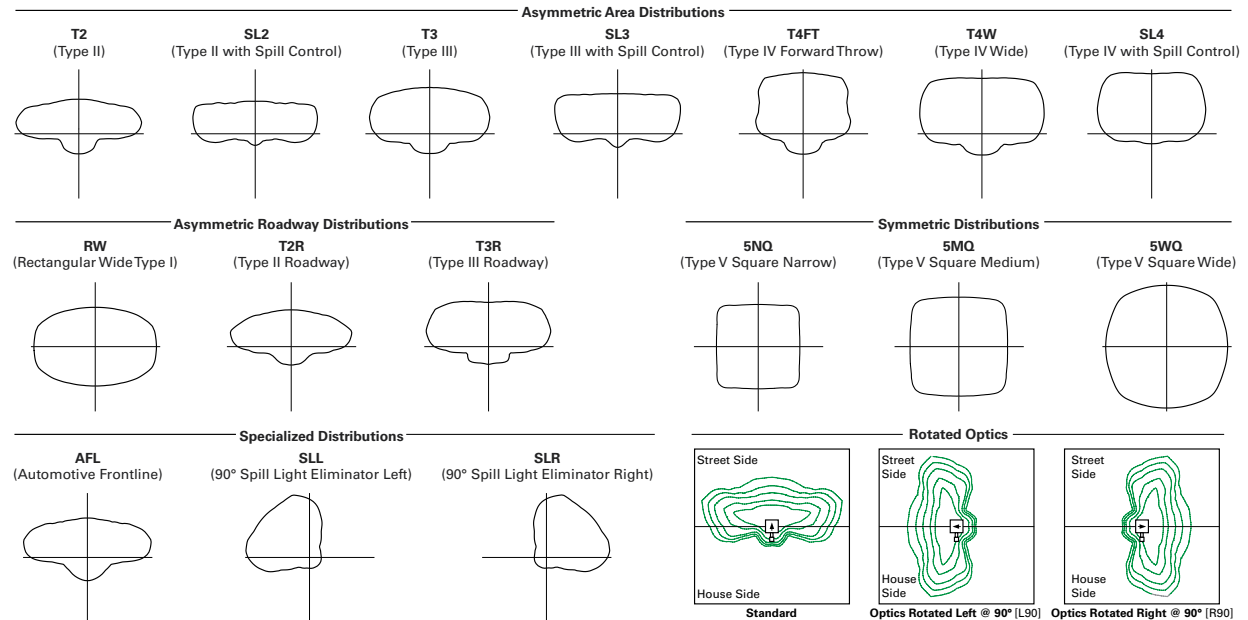 Asymmetric Area Distributions
T2
(Type II)
SL2
(Type II with Spill Control)
T3
(Type III)
SL3
(Type III with Spill Control)
T4FT
(Type IV Forward Throw)
T4W
(Type IV Wide)
SL4
(Type IV with Spill Control)
Asymmetric Roadway Distributions
RW
(Rectangular Wide Type I)
T2R
(Type II Roadway)
T3R
(Type III Roadway)
Symmetric Distributions
5NQ
(Type V Square Narrow)
5MQ
(Type V Square Medium)
5WQ
(Type V Square Wide)
Specialized Distributions
AFL
(Automotive Frontline)
SLL
(90° Spill Light Eliminator Left)
SLR
(90° Spill Light Eliminator Right)
Rotated Optics
Street Side
House Side
Standard
Street
Side
House
Side
Optics Rotated Left @ 90° [L90]
Street
Side
House
Side
Optics Rotated Right @ 90° [R90]